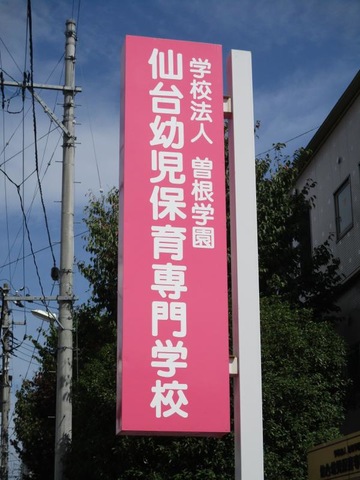 学校法人 曽根学園
仙台幼児保育専門学校